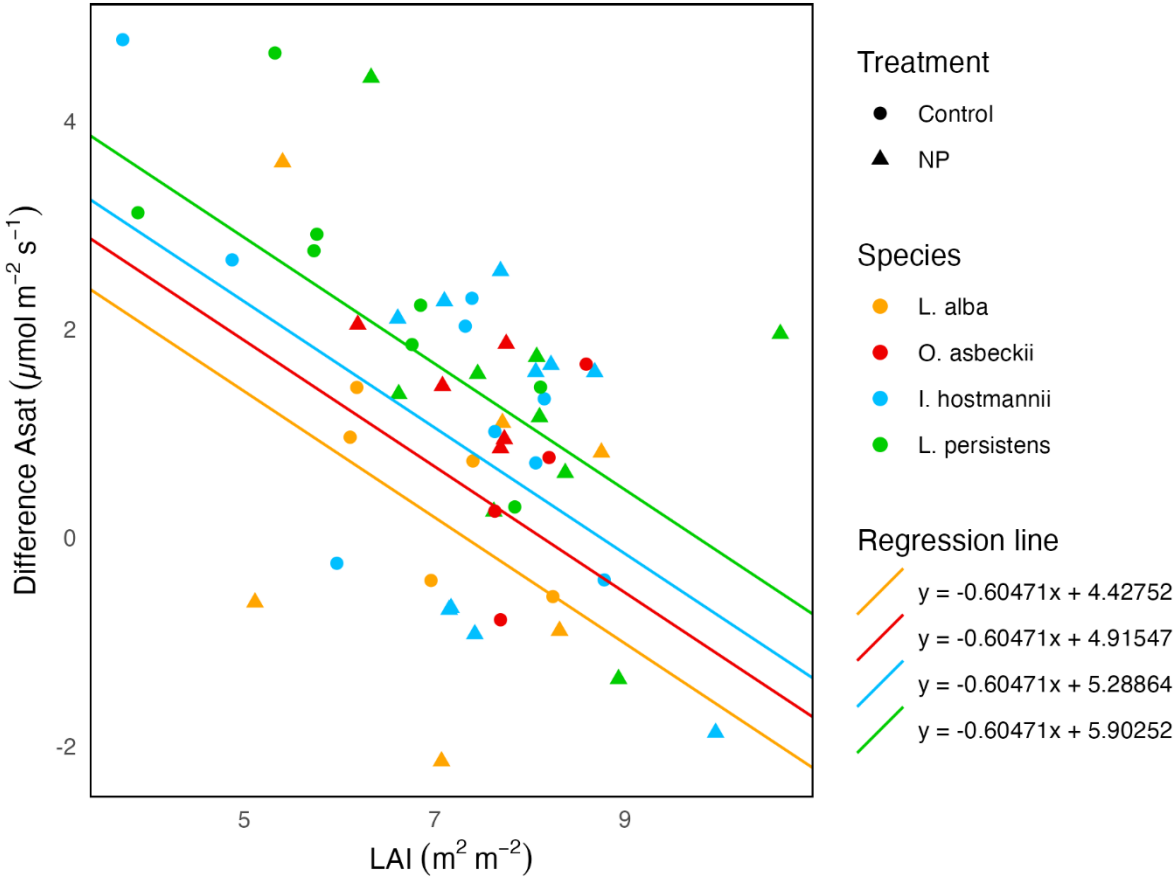 Difference Asat (μmol m⁻² s⁻¹)
4
2
0
-2
5
7
9
LAI (m² m⁻²)
Treatment
Control
NP
Species
L. alba
O. asbeckii
I. hostmannii
L. persistens
Regression line
y = -0.60471x + 4.42752
y = -0.60471x + 4.91547
y = -0.60471x + 5.28864
y = -0.60471x + 5.90252